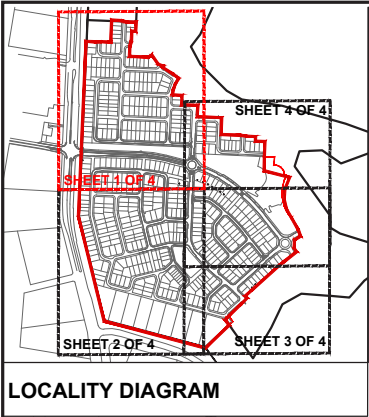 SHEET 4 OF 4
SHEET 1 OF 4
SHEET 2 OF 4
SHEET 3 OF 4
LOCALITY DIAGRAM